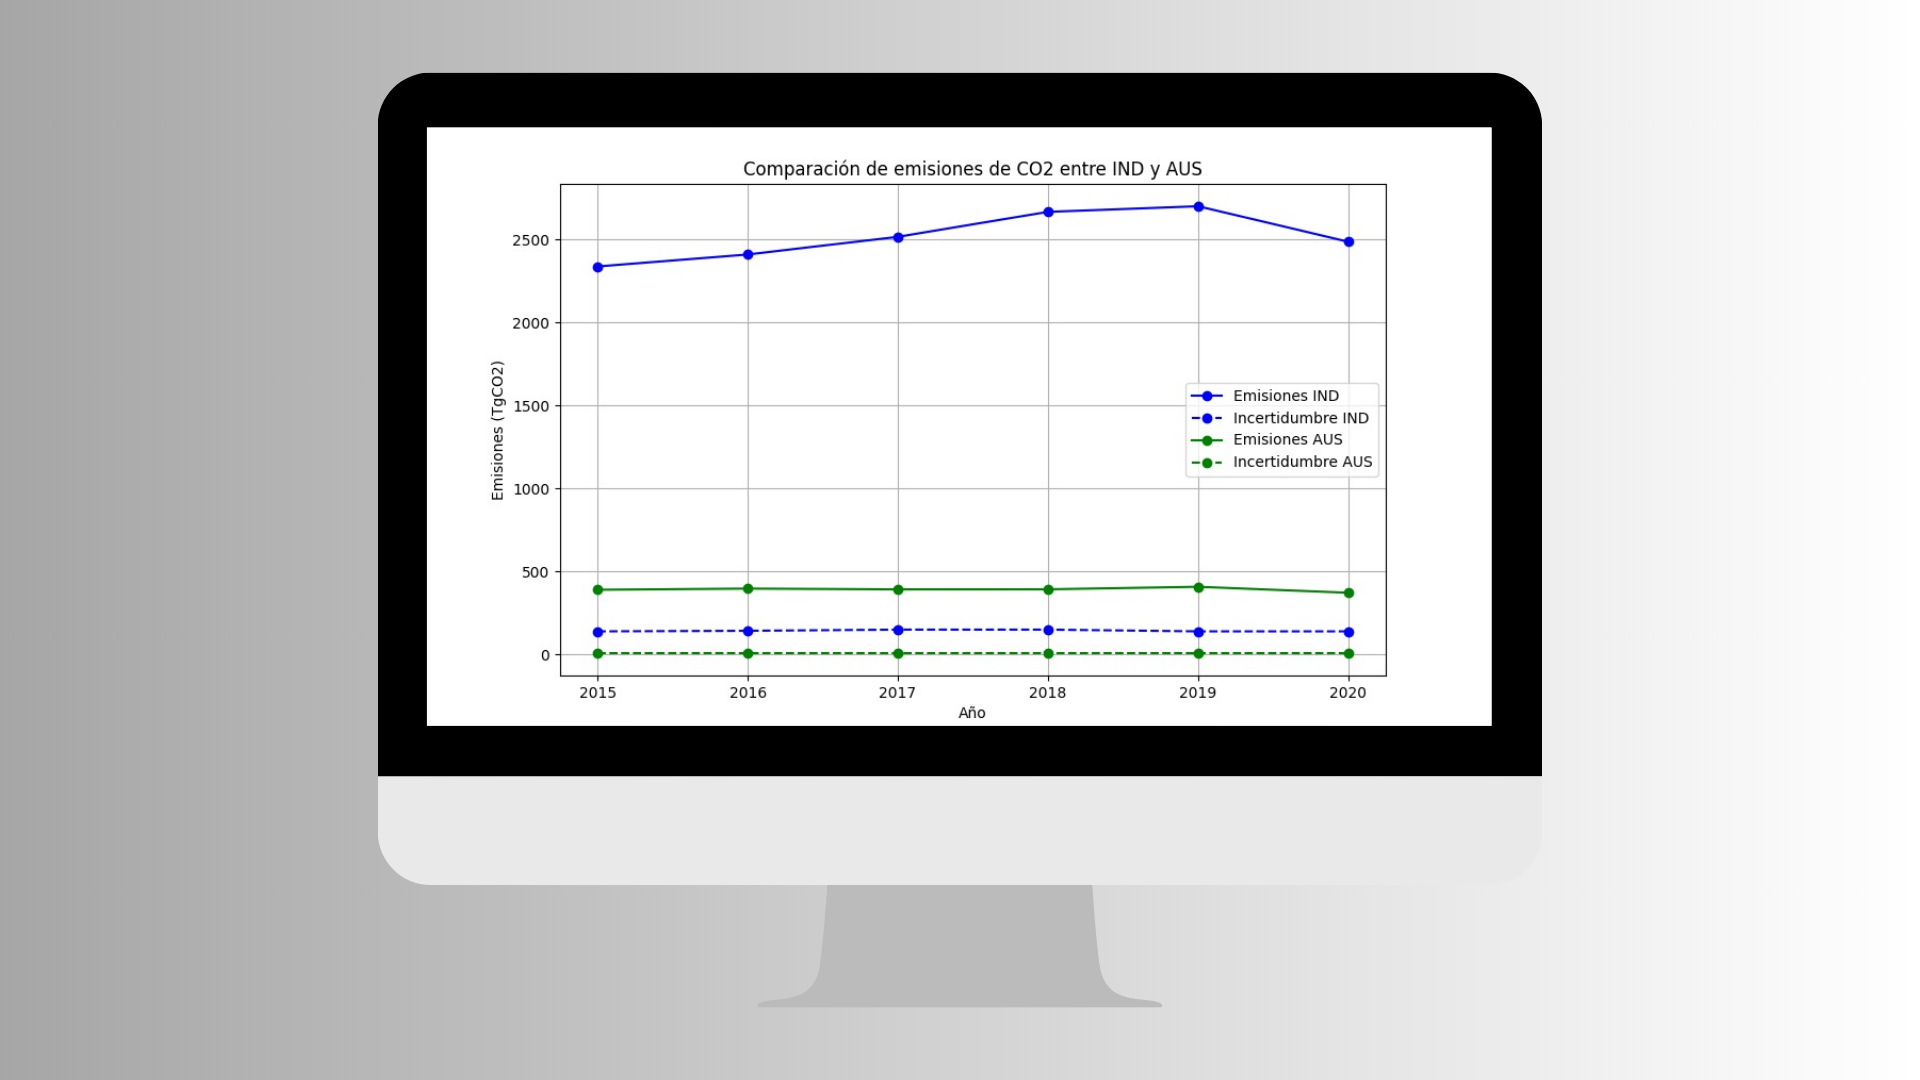 Comparación de emisiones de CO2 entre IND y AUS
Emisiones (TgCO2)
2500
2000
1500
1000
500
0
Emisiones IND
Incertidumbre IND
Emisiones AUS
Incertidumbre AUS
2015 2016 2017 2018 2019 2020
Año